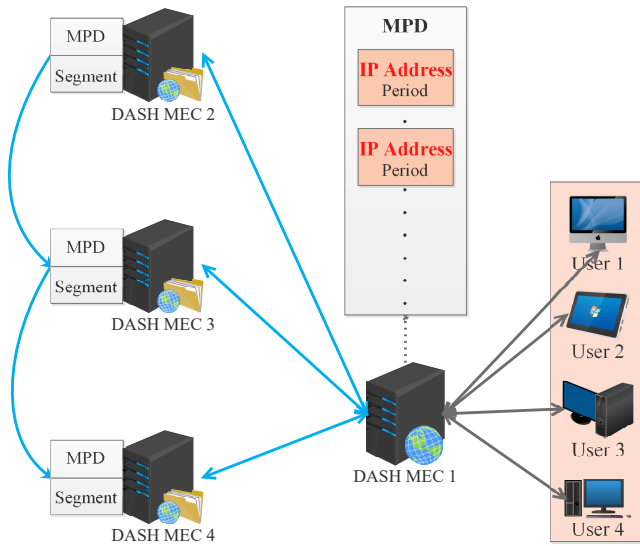 MPD
Segment
DASH MEC 2
MPD
Segment
DASH MEC 3
MPD
Segment
DASH MEC 4
MPD
IP Address
Period
IP Address
Period
DASH MEC 1
User 1
User 2
User 3
User 4